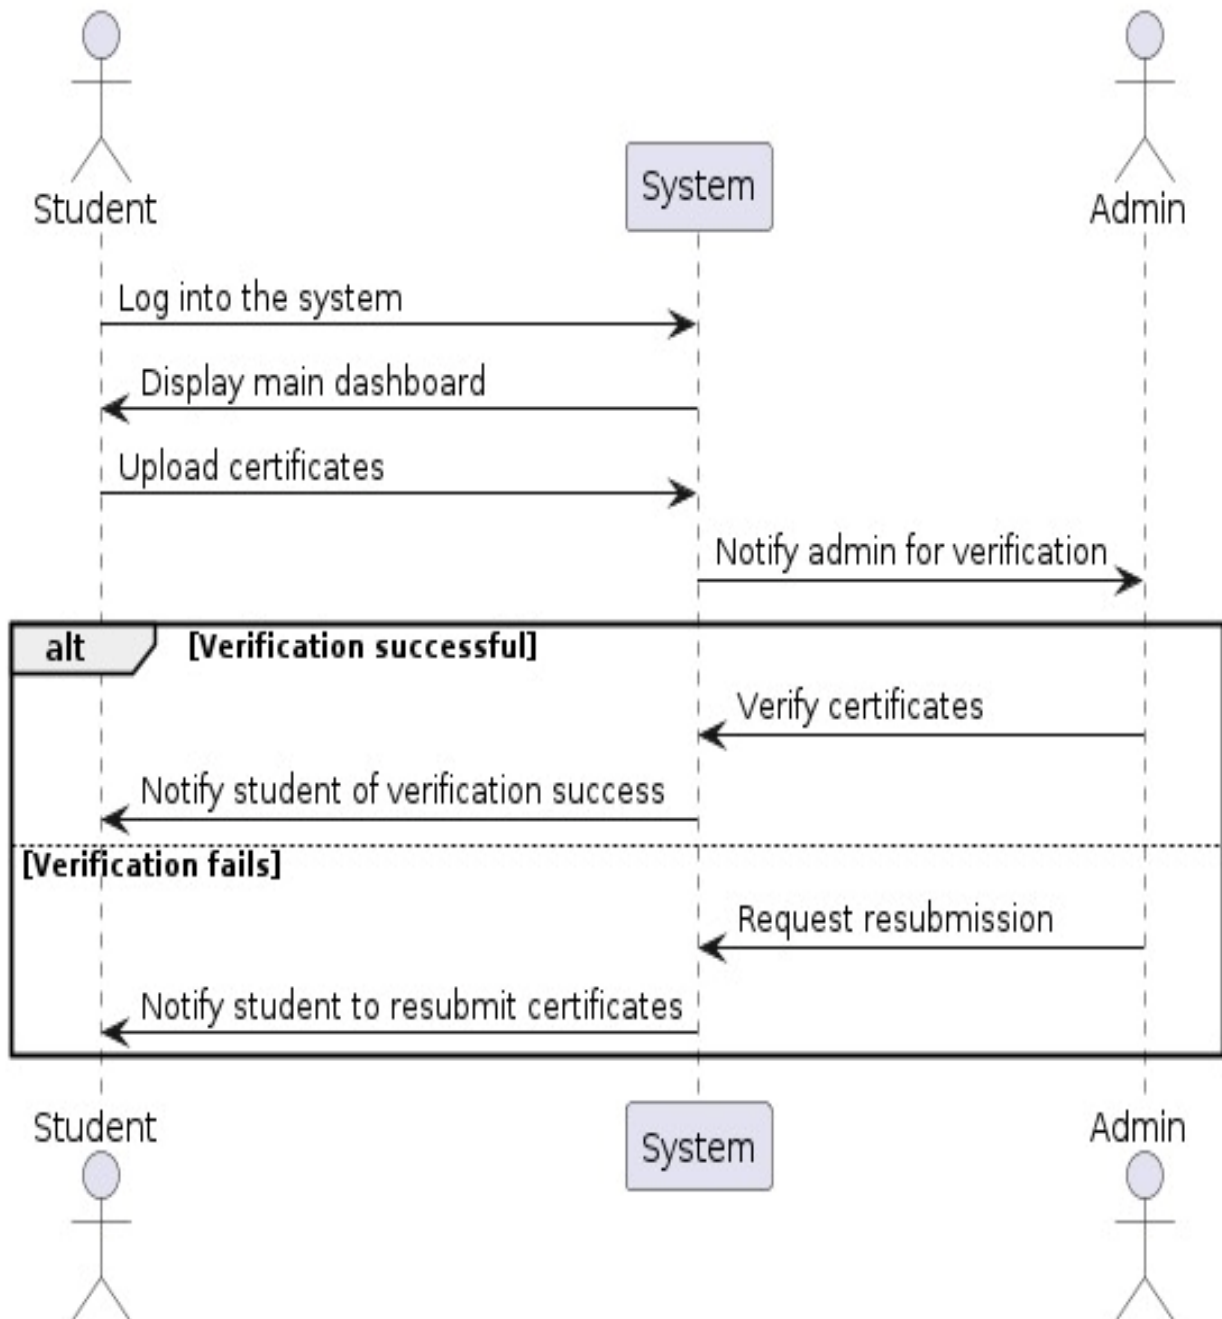 Student
System
Admin
Log into the system
Display main dashboard
Upload certificates
Notify admin for verification
alt
[Verification successful]
Verify certificates
Notify student of verification success
[Verification fails]
Request resubmission
Notify student to resubmit certificates
Student
System
Admin